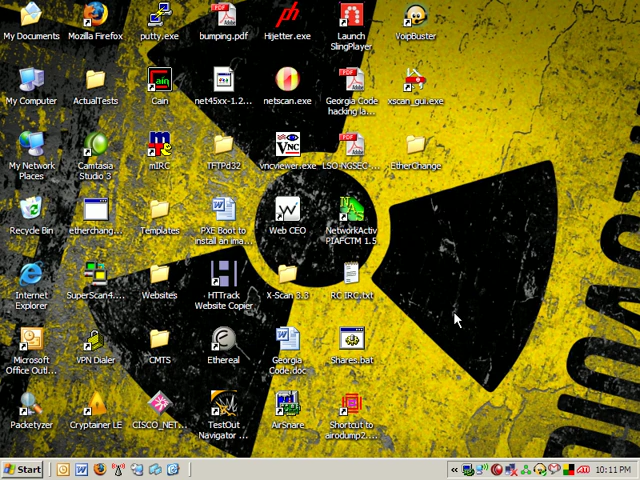 My Documents
Mozilla Firefox
putty.exe
bumping.pdf
Hijetter.exe
Launch
SlingPlayer
VoipBuster
My Computer
ActualTests
Cain
net45xx-1.2...
netscan.exe
Georgia Code
hacking la...
xscan_gui.exe
My Network
Places
Camtasia
Studio 3
mIRC
TFTPd32
vncviewer.exe
LSO-NGSEC-...
EtherChange
Recycle Bin
etherchang...
Templates
PXE Boot to
install an ima...
Web CEO
NetworkActiv
PIAFCTM 1.5
Internet
Explorer
SuperScan4....
Websites
HTTrack
Website Copier
X-Scan 3.3
RC IRC.txt
Microsoft
Office Outl...
VPN Dialer
CMTS
Ethereal
Georgia
Code.doc
Shares.bat
Packetyzer
Cryptainer LE
CISCO_NET...
TestOut
Navigator ...
AirSnare
Shortcut to
airodump2....
Start
10:11 PM